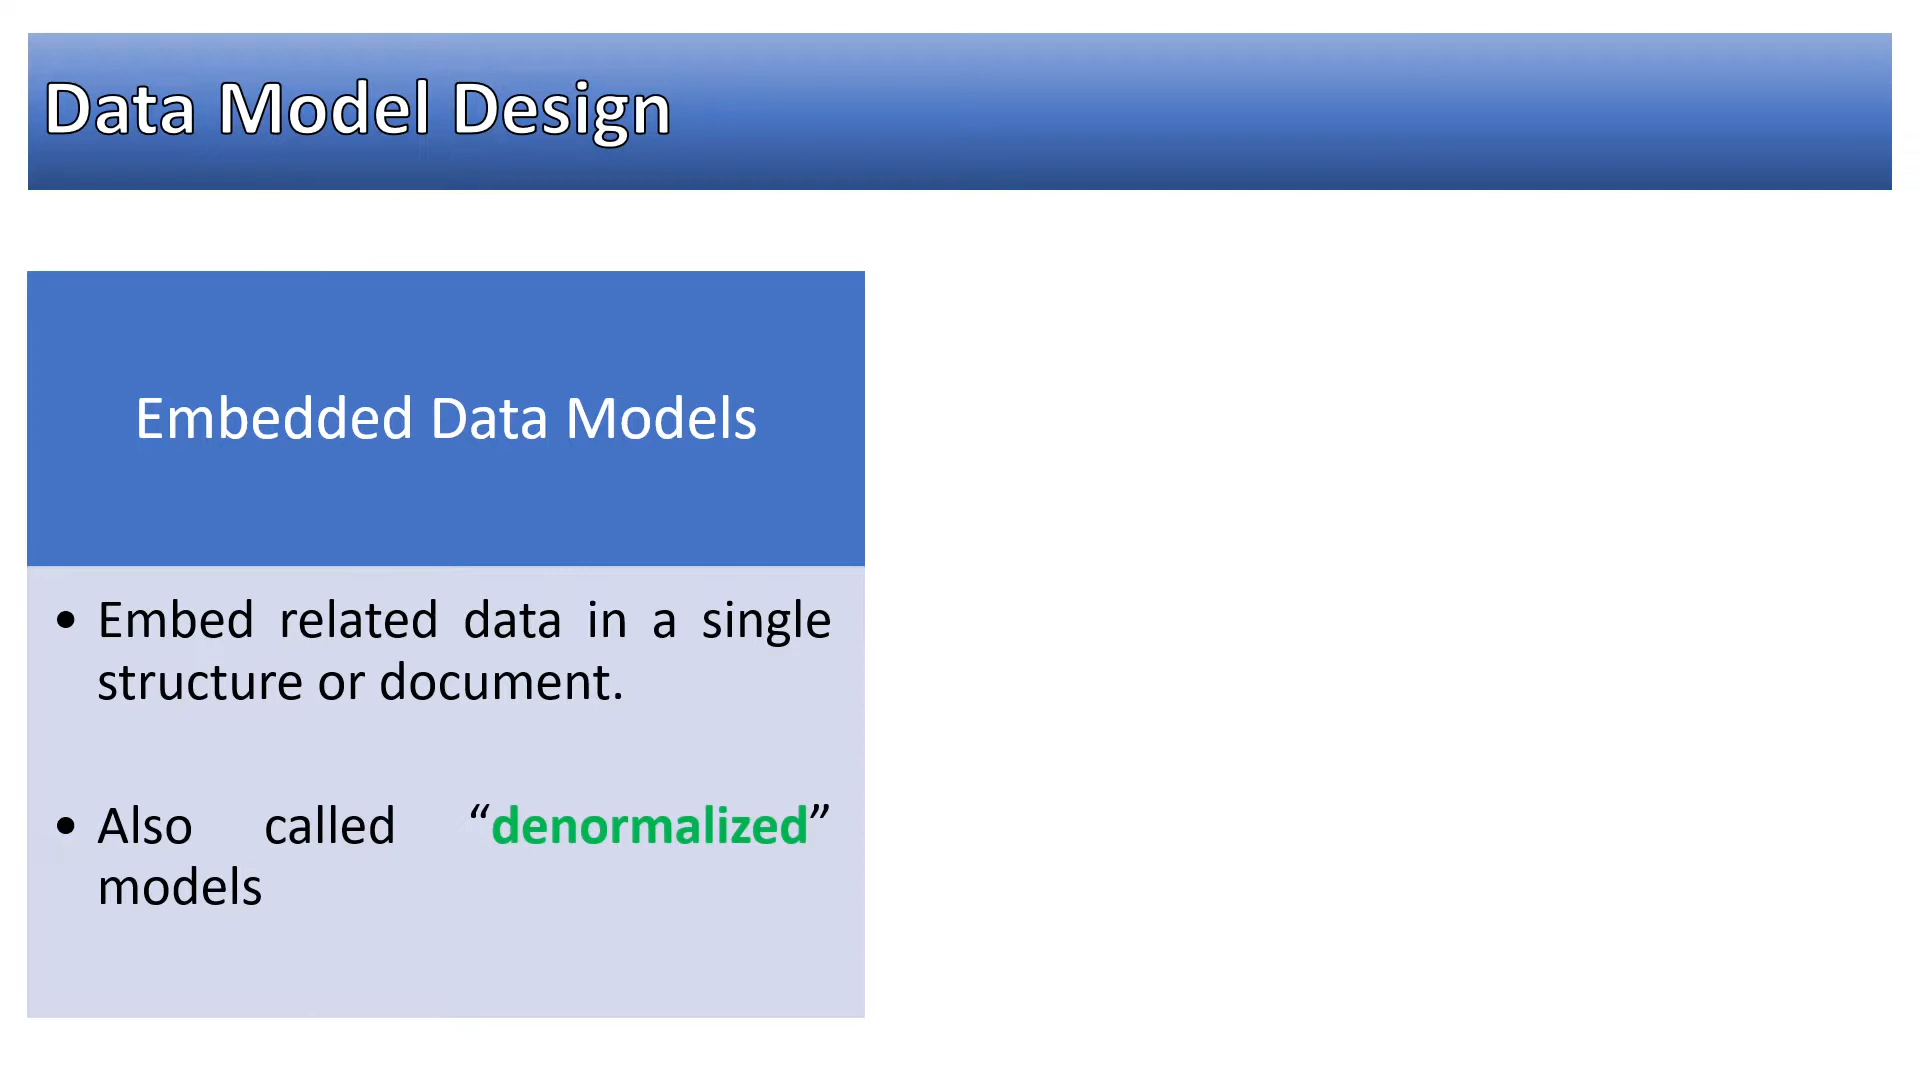 Data Model Design
Embedded Data Models
• Embed related data in a single
structure or document.
• Also called “denormalized”
models